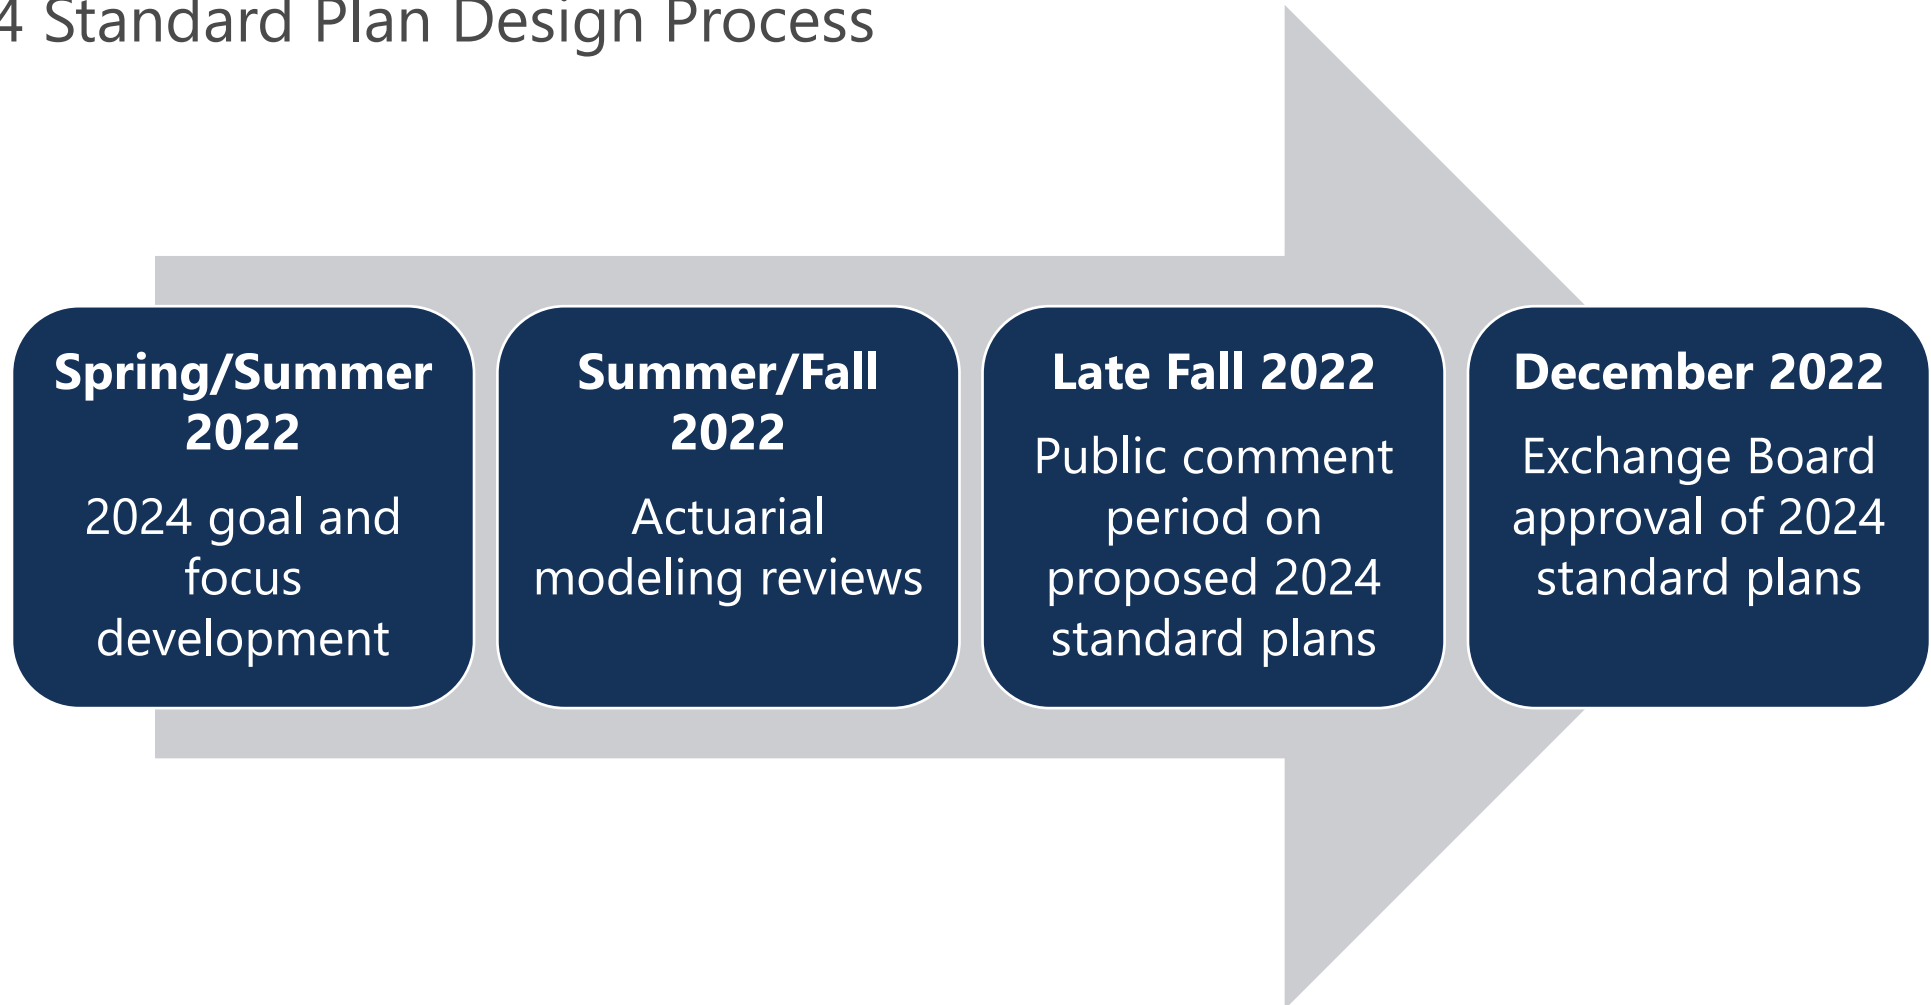 4 Standard Plan Design Process
Spring/Summer
2022
2024 goal and
focus
development
Summer/Fall
2022
Actuarial
modeling reviews
Late Fall 2022
Public comment
period on
proposed 2024
standard plans
December 2022
Exchange Board
approval of 2024
standard plans